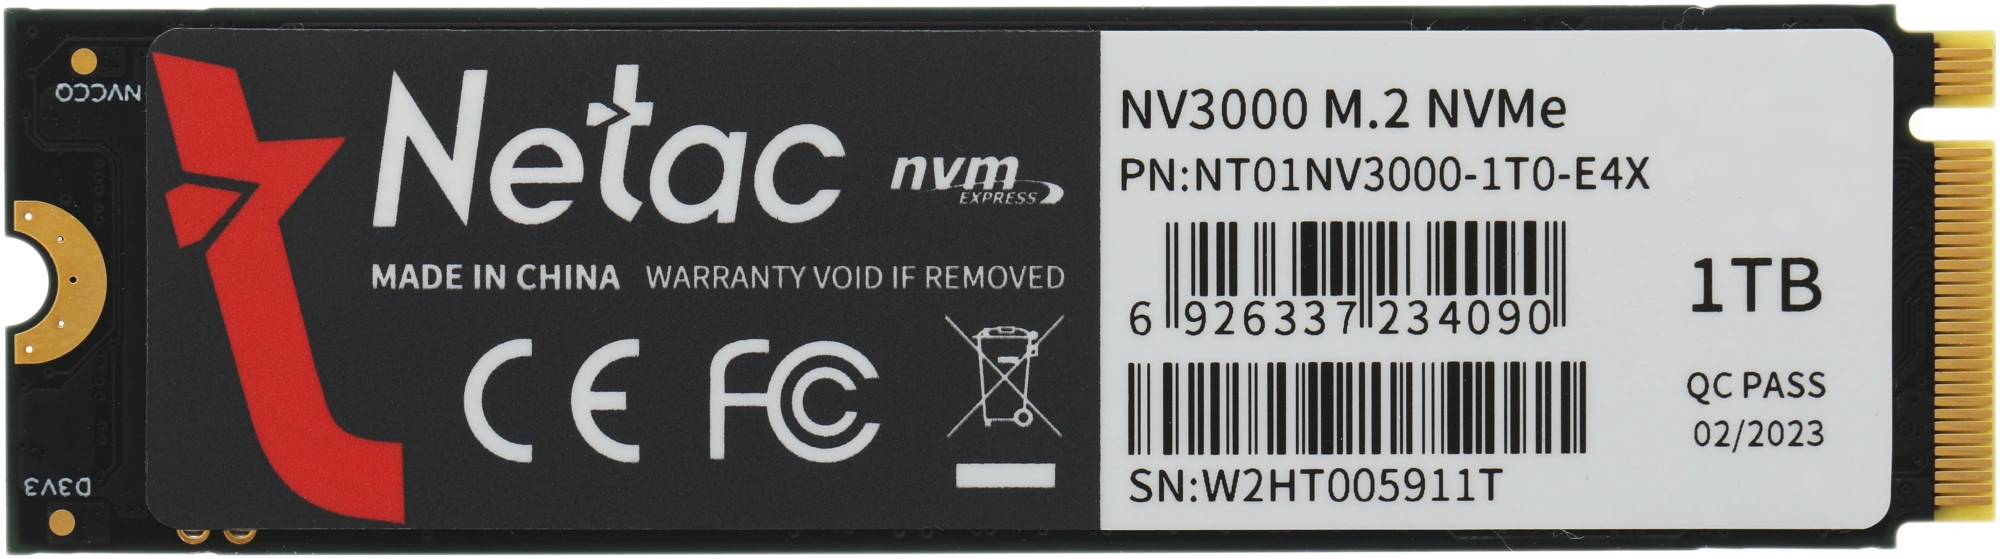 NVCCQ
D3V3
Netac
nvm
EXPRESS
MADE IN CHINA WARRANTY VOID IF REMOVED
CE FC
NV3000 M.2 NVMe
PN:NT01NV3000-1T0-E4X
6 926337 234090
1TB
QC PASS
02/2023
SN:W2HT005911T